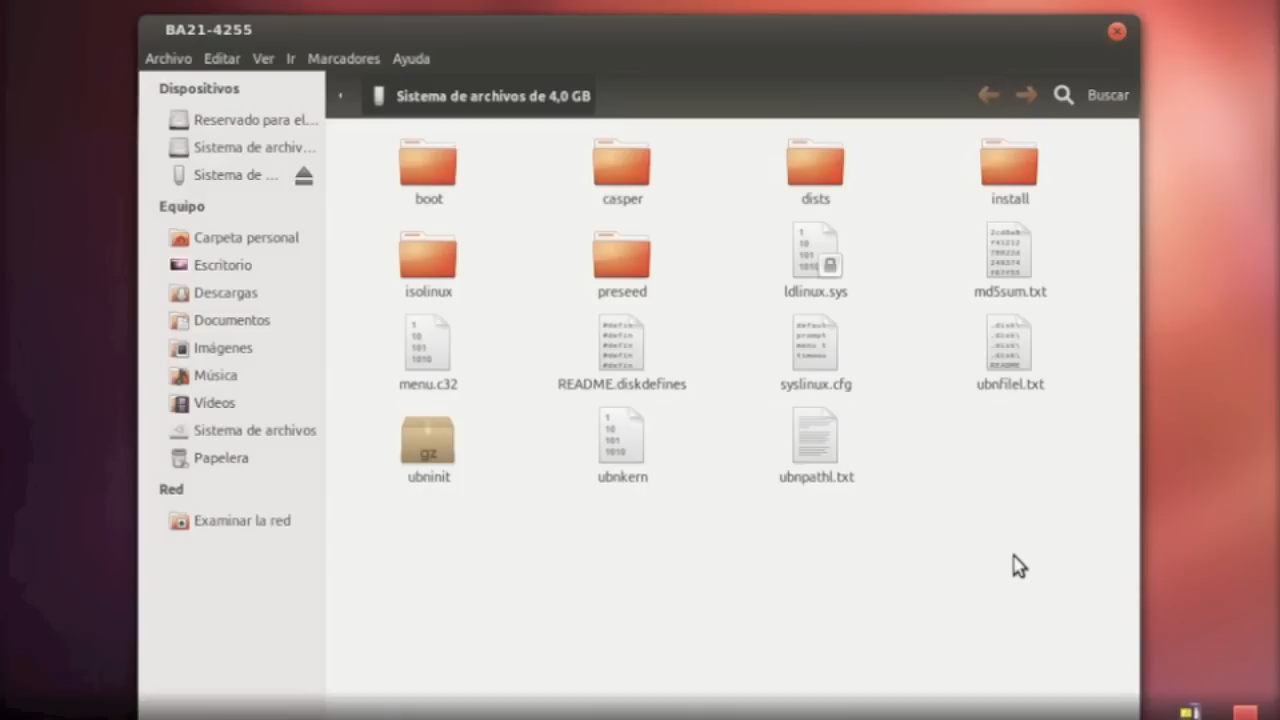 BA21-4255
Archivo Editar Ver Ir Marcadores Ayuda
Dispositivos
Reservado para el...
Sistema de archiv...
Sistema de ...
Equipo
Carpeta personal
Escritorio
Descargas
Documentos
Imágenes
Música
Vídeos
Sistema de archivos
Papelera
Red
Examinar la red
Sistema de archivos de 4,0 GB
Buscar
boot casper dists install
isolinux preseed ldlinux.sys md5sum.txt
menu.c32 README.diskdefines syslinux.cfg ubnfilel.txt
gz
ubninit ubnkern ubnpathl.txt